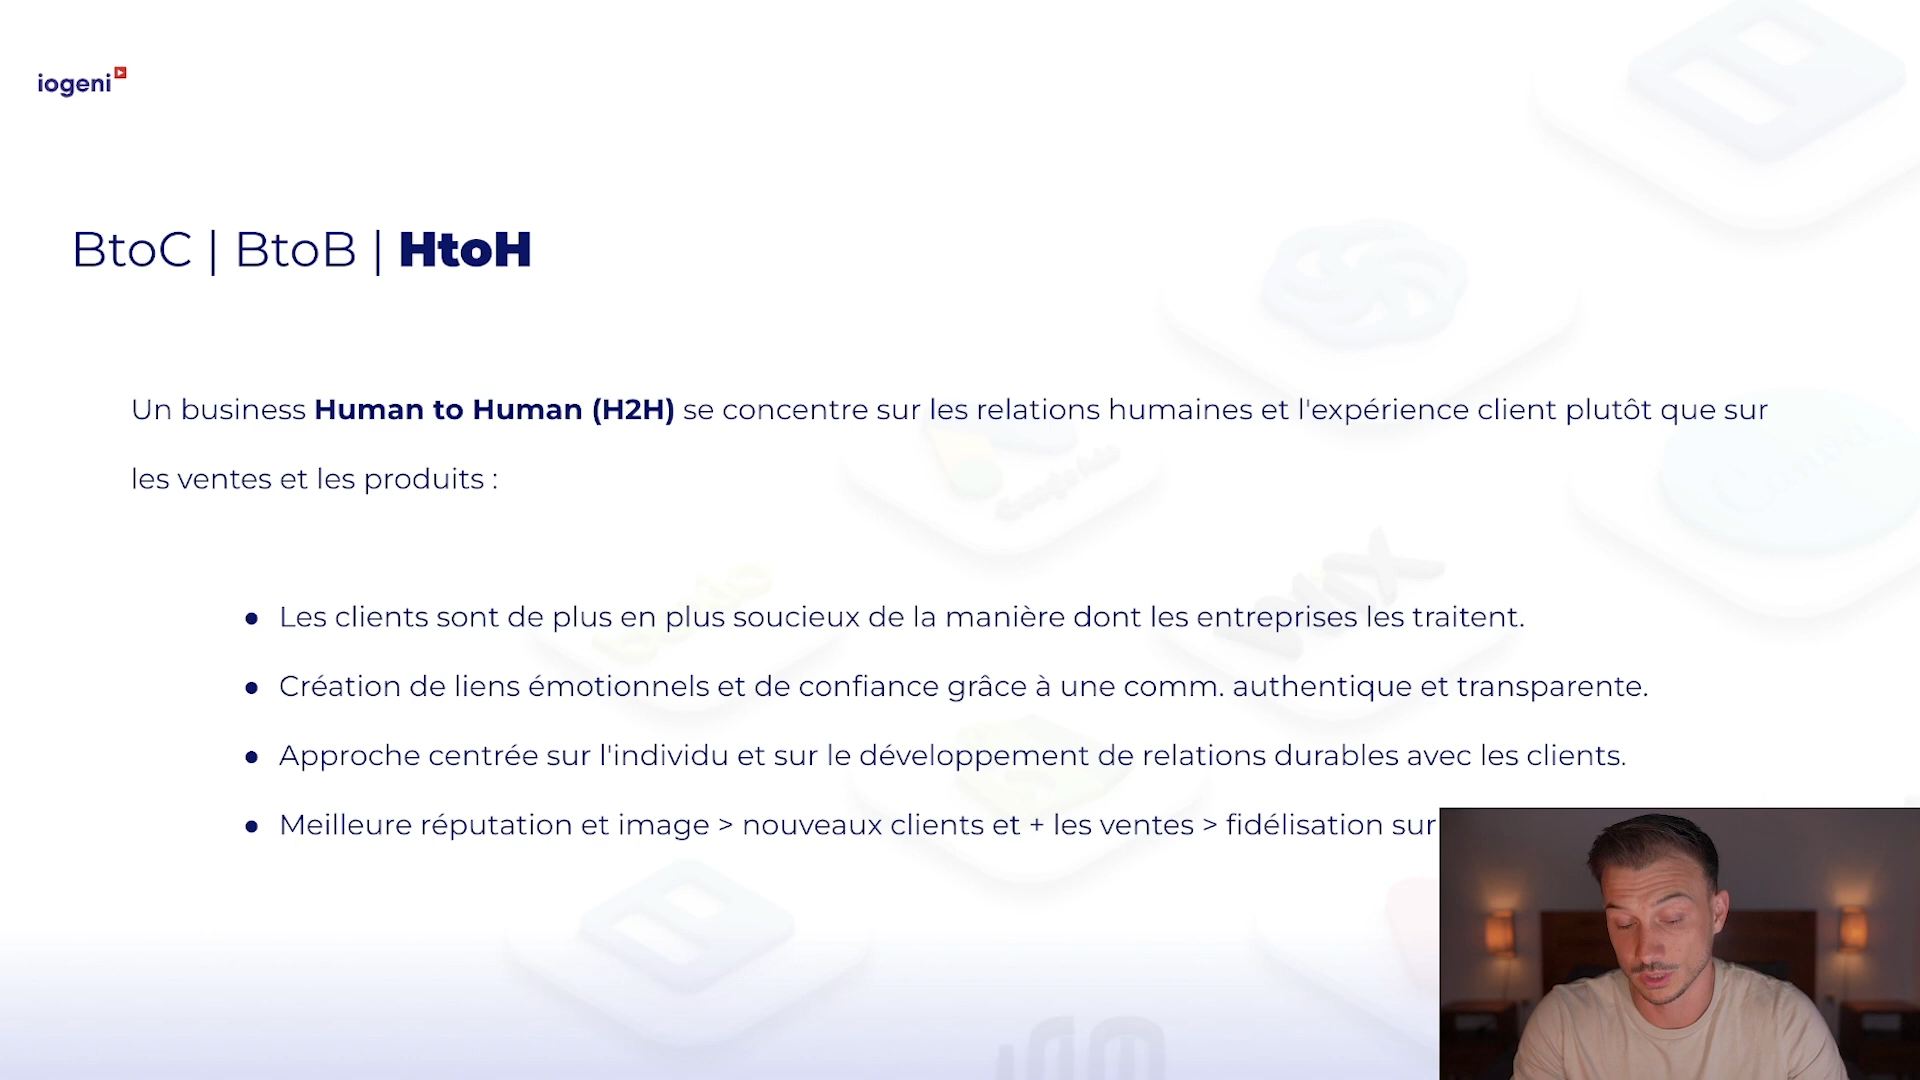 iogeni
BtoC | BtoB | HtoH
Un business Human to Human (H2H) se concentre sur les relations humaines et l'expérience client plutôt que sur
les ventes et les produits :
● Les clients sont de plus en plus soucieux de la manière dont les entreprises les traitent.
● Création de liens émotionnels et de confiance grâce à une comm. authentique et transparente.
● Approche centrée sur l'individu et sur le développement de relations durables avec les clients.
● Meilleure réputation et image > nouveaux clients et + les ventes > fidélisation sur